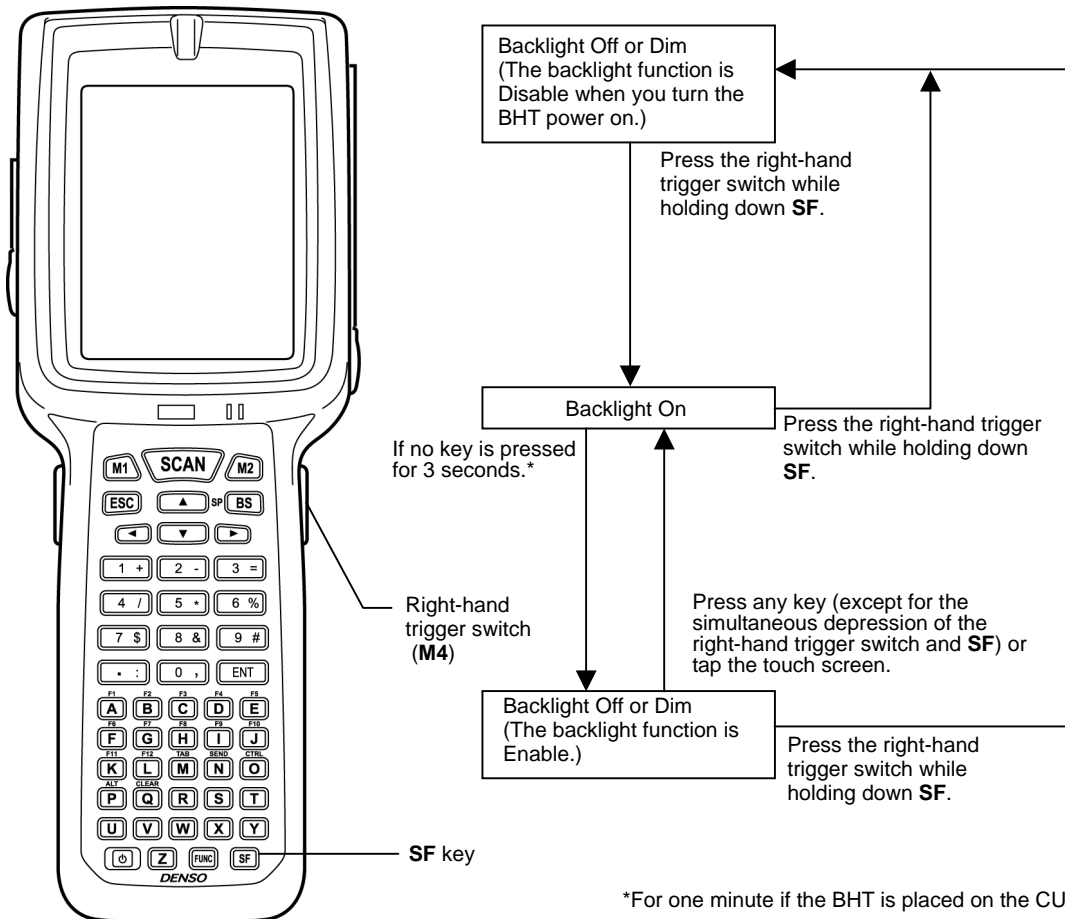 Backlight Off or Dim
(The backlight function is
Disable when you turn the
BHT power on.)
Press the right-hand
trigger switch while
holding down SF.
Backlight On
If no key is pressed
for 3 seconds.*
Press the right-hand trigger
switch while holding down
SF.
Press any key (except for the
simultaneous depression of the
right-hand trigger switch and SF) or
tap the touch screen.
Backlight Off or Dim
(The backlight function is
Enable.)
Press the right-hand
trigger switch while
holding down SF.
M1 SCAN M2
ESC ▲ SP BS
◄ ▼ ►
1 + 2 - 3 =
4 / 5 * 6 %
7 $ 8 & 9 #
. : 0 , ENT
F1 F2 F3 F4 F5
A B C D E
F6 F7 F8 F9 F10
F G H I J
F11 F12 TAB SEND CTRL
K L M N O
ALT CLEAR
P Q R S T
U V W X Y
Z FUNC SF
DENSO
Right-hand
trigger switch
(M4)
SF key
*For one minute if the BHT is placed on the CU